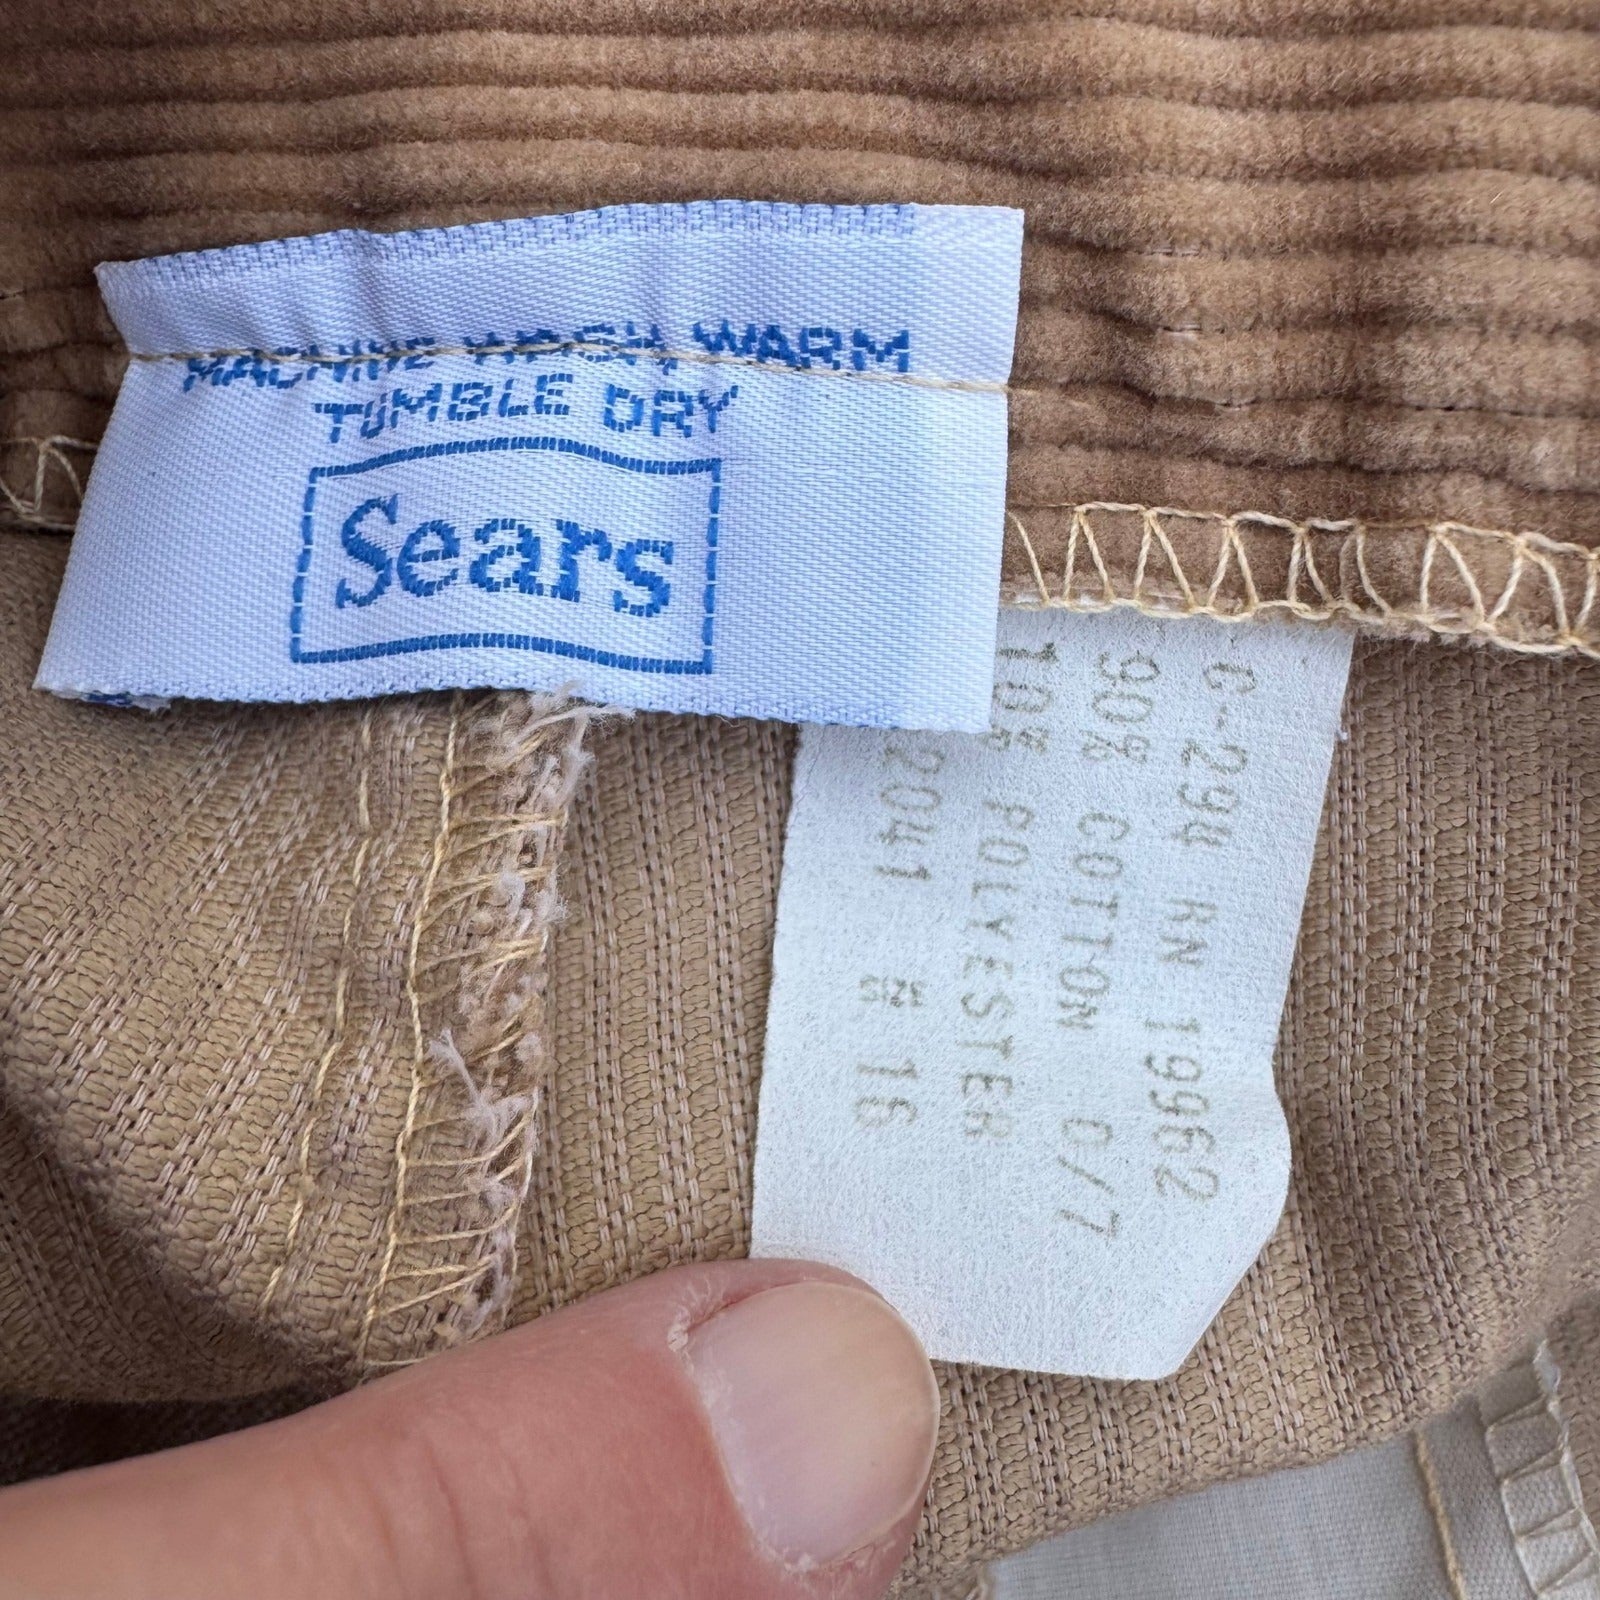 MACHINE WASH WARM
TUMBLE DRY
Sears
C-294 RN 19962
90% COTTON 0/7
10% POLYESTER
2041 16